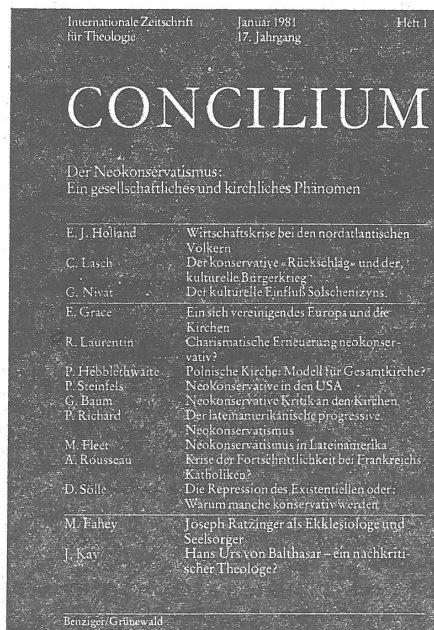 Internationale Zeitschrift Januar 1981 Heft 1
für Theologie 17. Jahrgang
CONCILIUM
Der Neokonservatismus:
Ein gesellschaftliches und kirchliches Phänomen
E. J. Holland Wirtschaftskrise bei den nordatlantischen
Völkern
C. Lasch Der konservative «Rückschlag» und der
kulturelle Bürgerkrieg
G. Nivat Der kulturelle Einfluß Solschenizyns
E. Grace Ein sich vereinigendes Europa und die
Kirchen
R. Laurentin Charismatische Erneuerung neokonser-
vativ?
P. Hebblethwaite Polnische Kirche: Modell für Gesamtkirche?
P. Steinfels Neokonservative in den USA
G. Baum Neokonservative Kritik an den Kirchen
P. Richard Der lateinamerikanische progressive
Neokonservatismus
M. Fleet Neokonservatismus in Lateinamerika
A. Rousseau Krise der Fortschrittlichkeit bei Frankreichs
Katholiken?
D. Sölle Die Repression des Existentiellen oder:
Warum manche konservativ werden
M. Fahey Joseph Ratzinger als Ekklesiologe und
Seelsorger
J. Kay Hans Urs von Balthasar – ein nachkriti-
scher Theologe?
Benziger/Grünewald